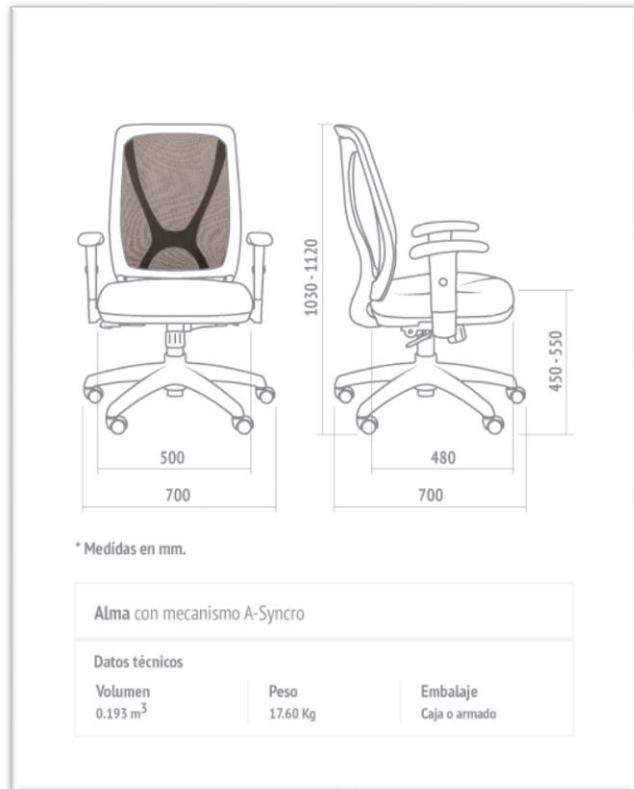 1030 - 1120
450 - 550
500
480
700
700
* Medidas en mm.
Alma con mecanismo A-Syncro
Datos técnicos
Volumen
Peso
Embalaje
0.193 m³
17.60 Kg
Caja o armado